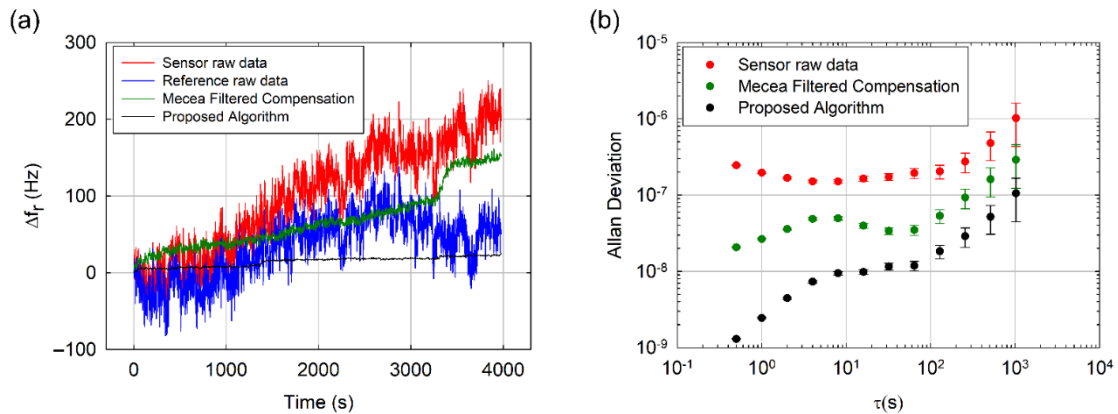 (a)
300
200
100
0
−100
Δfr (Hz)
Sensor raw data
Reference raw data
Mecea Filtered Compensation
Proposed Algorithm
0
1000
2000
3000
4000
Time (s)
(b)
10-5
10-6
10-7
10-8
10-9
Allan Deviation
Sensor raw data
Mecea Filtered Compensation
Proposed Algorithm
10-1
100
101
102
103
104
τ(s)